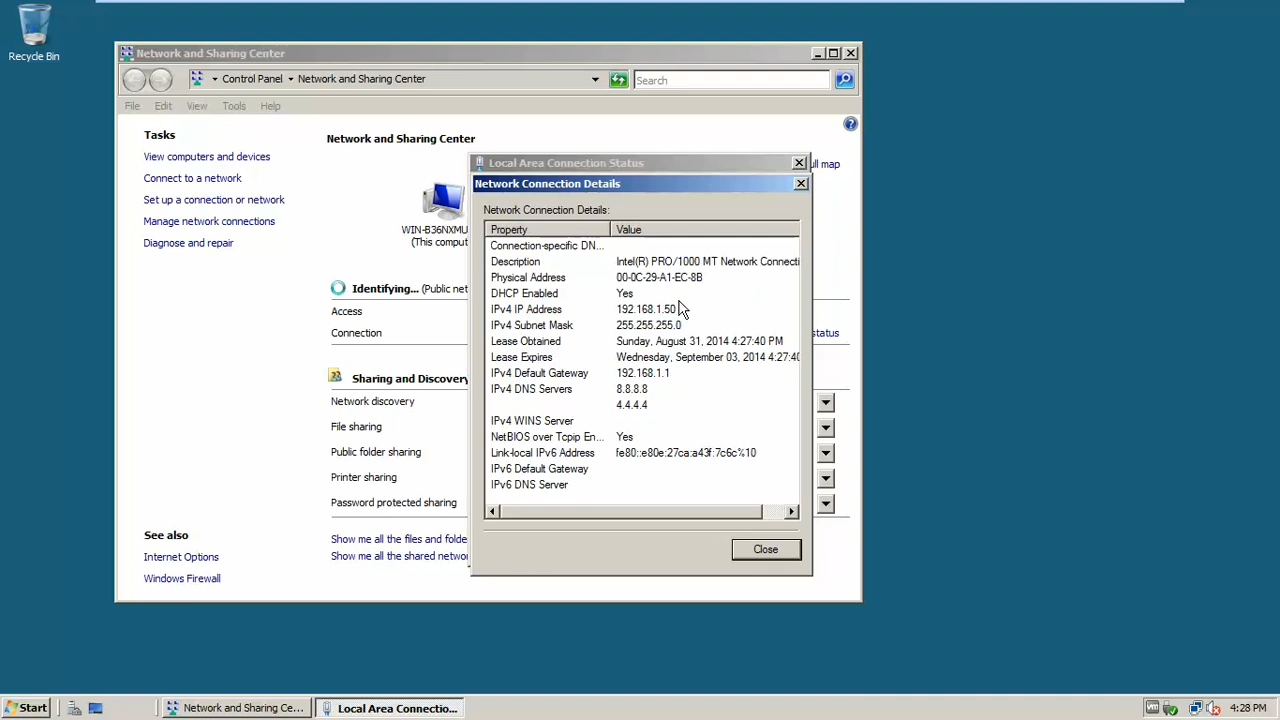 Recycle Bin
Network and Sharing Center
Control Panel
Network and Sharing Center
Search
File
Edit
View
Tools
Help
Tasks
View computers and devices
Connect to a network
Set up a connection or network
Manage network connections
Diagnose and repair
See also
Internet Options
Windows Firewall
Network and Sharing Center
ull map
WIN-B36NXMU
(This comput
Identifying... (Public net
Access
Connection
status
Sharing and Discovery
Network discovery
File sharing
Public folder sharing
Printer sharing
Password protected sharing
Show me all the files and folde
Show me all the shared netwo
Local Area Connection Status
Network Connection Details
Network Connection Details:
Property Value
Connection-specific DN...
Description Intel(R) PRO/1000 MT Network Connecti
Physical Address 00-0C-29-A1-EC-8B
DHCP Enabled Yes
IPv4 IP Address 192.168.1.50
IPv4 Subnet Mask 255.255.255.0
Lease Obtained Sunday, August 31, 2014 4:27:40 PM
Lease Expires Wednesday, September 03, 2014 4:27:40
IPv4 Default Gateway 192.168.1.1
IPv4 DNS Servers 8.8.8.8
4.4.4.4
IPv4 WINS Server
NetBIOS over Tcpip En... Yes
Link-local IPv6 Address fe80::e80e:27ca:a43f:7c6c%10
IPv6 Default Gateway
IPv6 DNS Server
Close
Start
Network and Sharing Ce...
Local Area Connectio...
4:28 PM